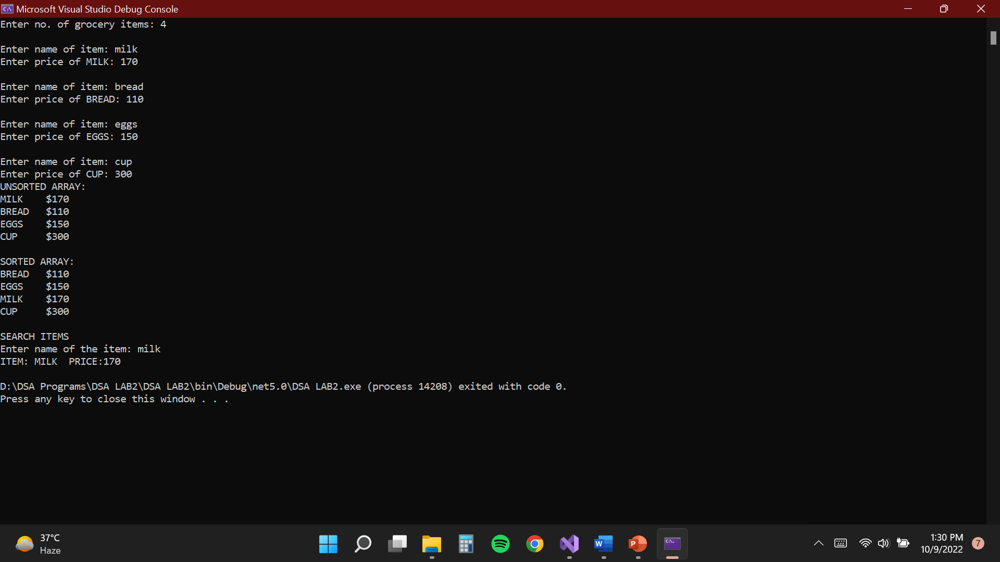 Microsoft Visual Studio Debug Console
Enter no. of grocery items: 4
Enter name of item: milk
Enter price of MILK: 170
Enter name of item: bread
Enter price of BREAD: 110
Enter name of item: eggs
Enter price of EGGS: 150
Enter name of item: cup
Enter price of CUP: 300
UNSORTED ARRAY:
MILK    $170
BREAD   $110
EGGS    $150
CUP     $300
SORTED ARRAY:
BREAD   $110
EGGS    $150
MILK    $170
CUP     $300
SEARCH ITEMS
Enter name of the item: milk
ITEM: MILK  PRICE:170
D:\DSA Programs\DSA LAB2\DSA LAB2\bin\Debug\net5.0\DSA LAB2.exe (process 14208) exited with code 0.
Press any key to close this window . . .
37°C
Haze
1:30 PM
10/9/2022
7